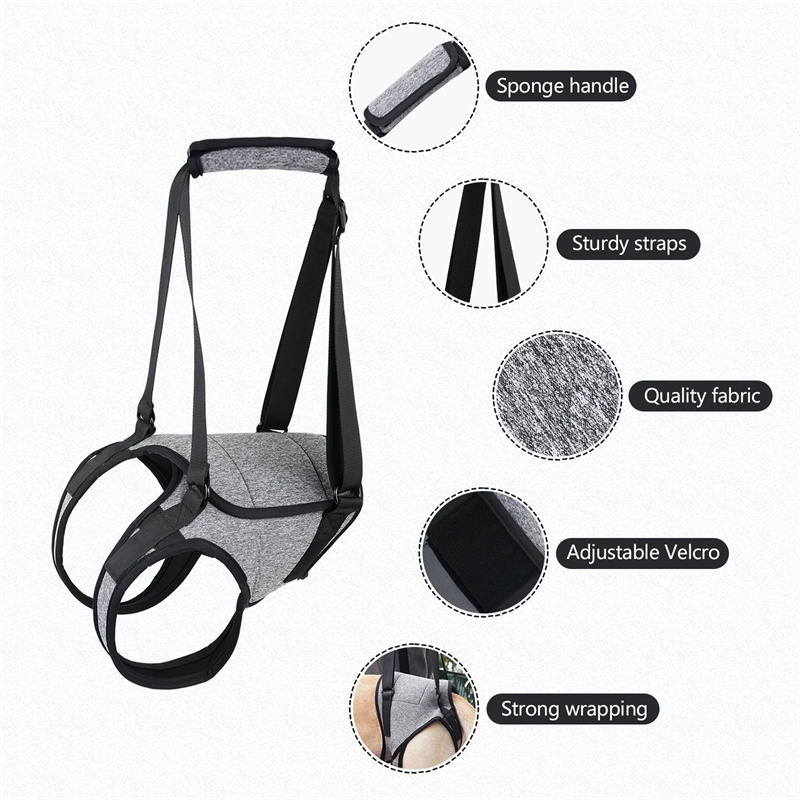 Sponge handle
Sturdy straps
Quality fabric
Adjustable Velcro
Strong wrapping